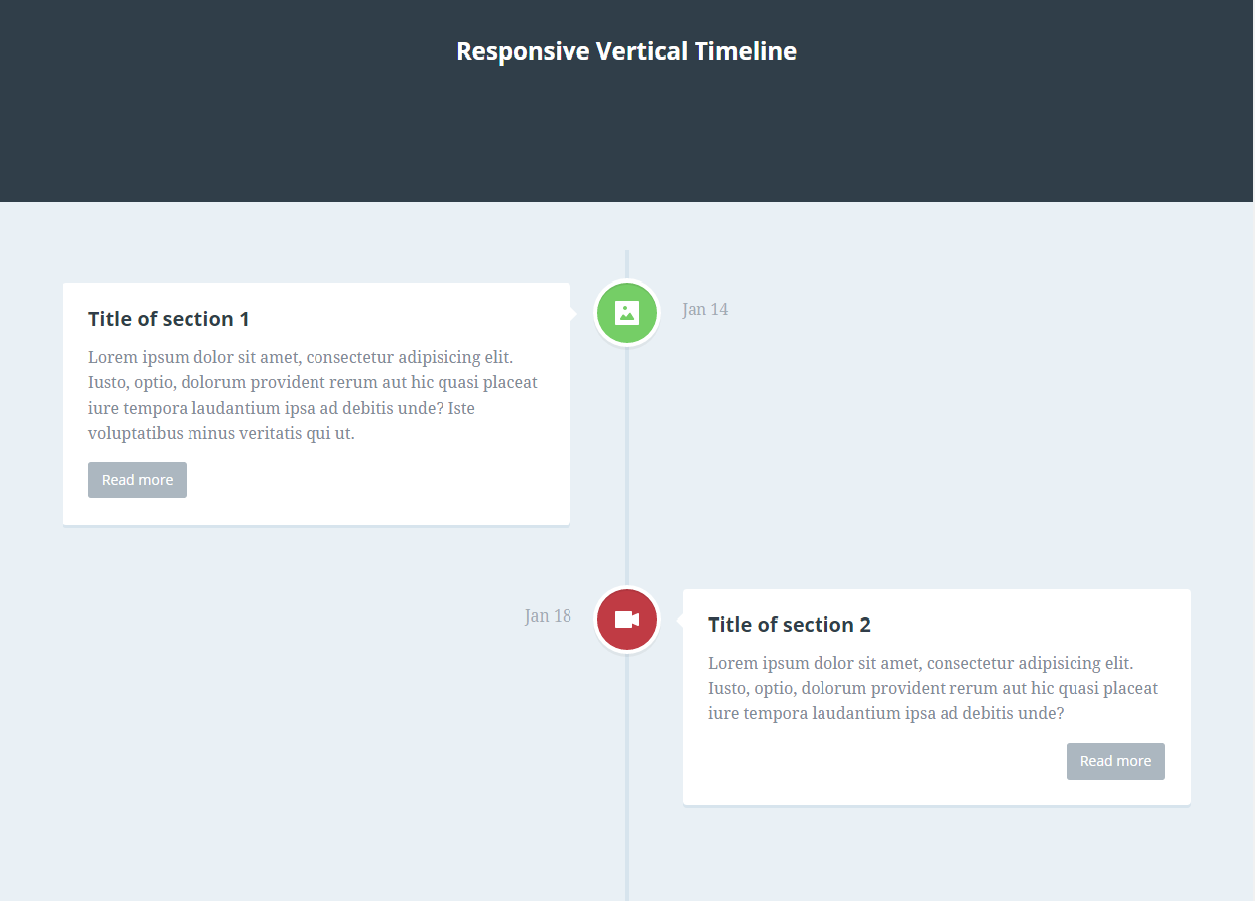 Responsive Vertical Timeline
Title of section 1
Jan 14
Lorem ipsum dolor sit amet, consectetur adipisicing elit.
Iusto, optio, dolorum provident rerum aut hic quasi placeat
iure tempora laudantium ipsa ad debitis unde? Iste
voluptatibus minus veritatis qui ut.
Read more
Jan 18
Title of section 2
Lorem ipsum dolor sit amet, consectetur adipisicing elit.
Iusto, optio, dolorum provident rerum aut hic quasi placeat
iure tempora laudantium ipsa ad debitis unde?
Read more